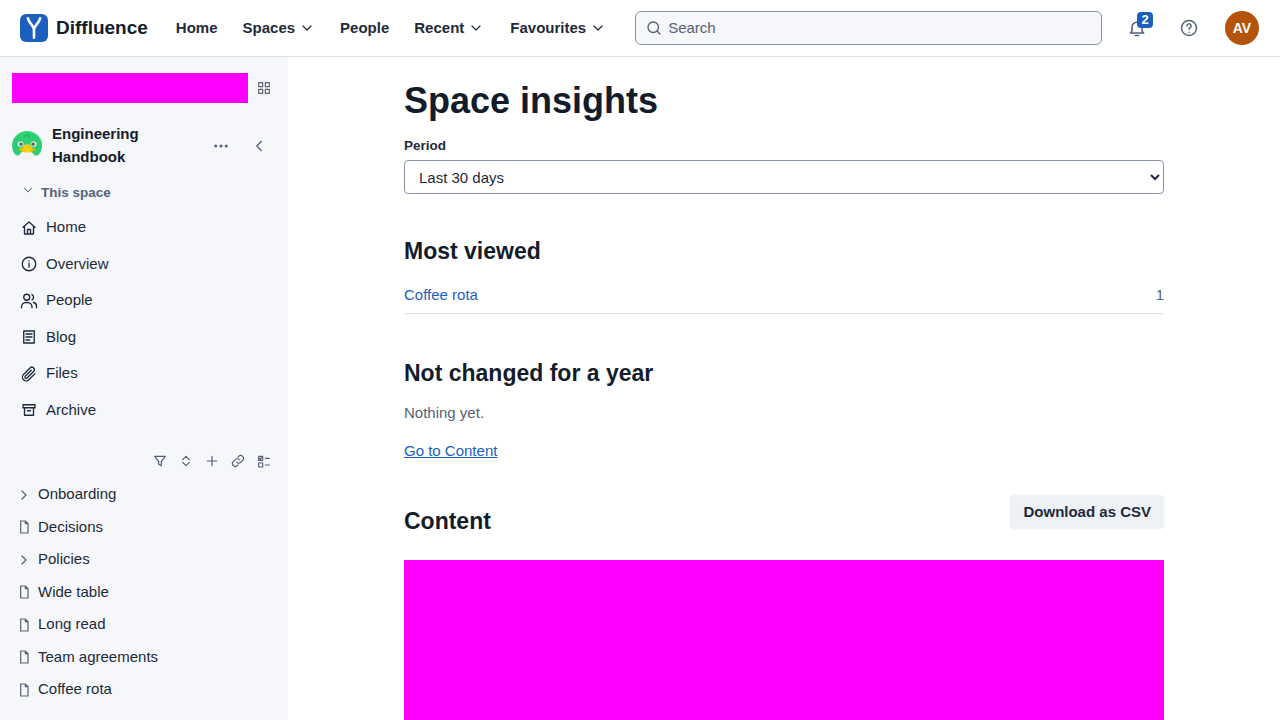 Diffluence
Home
Spaces
People
Recent
Favourites
Search
2
AV
Engineering
Handbook
This space
Home
Overview
People
Blog
Files
Archive
Onboarding
Decisions
Policies
Wide table
Long read
Team agreements
Coffee rota
Space insights
Period
Last 30 days
Most viewed
Coffee rota 1
Not changed for a year
Nothing yet.
Go to Content
Content
Download as CSV